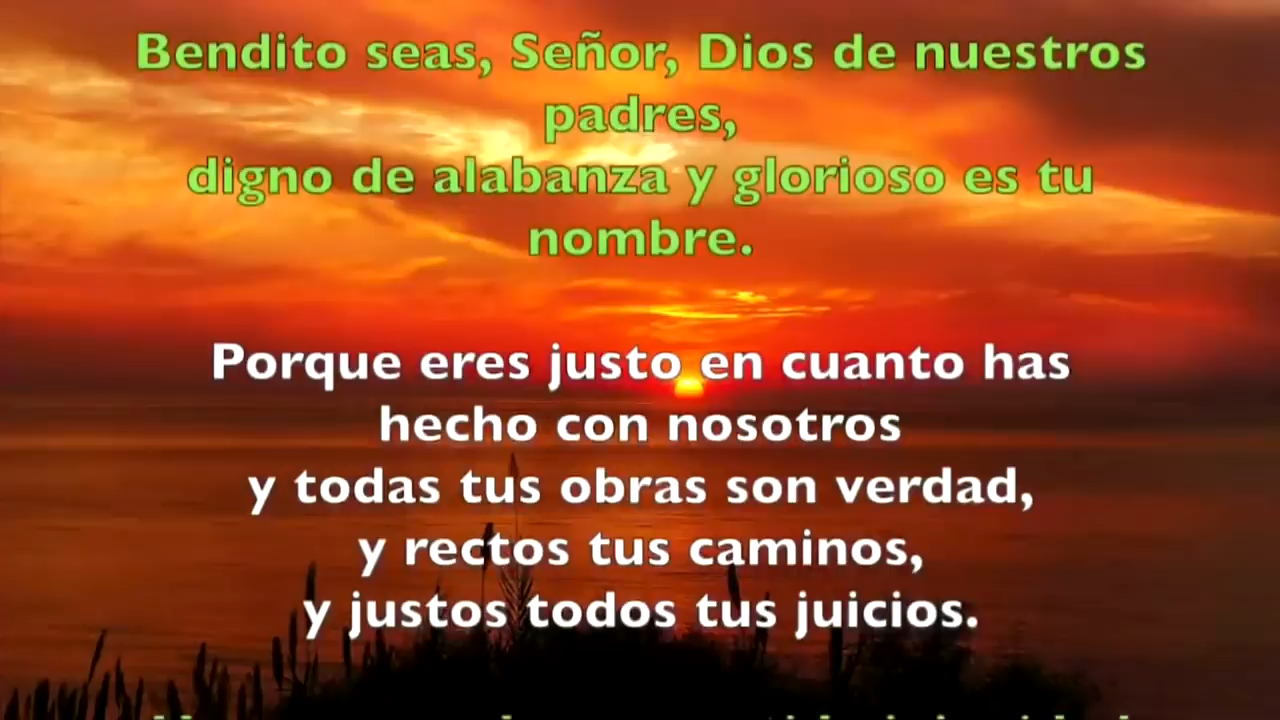 Bendito seas, Señor, Dios de nuestros
padres,
digno de alabanza y glorioso es tu
nombre.
Porque eres justo en cuanto has
hecho con nosotros
y todas tus obras son verdad,
y rectos tus caminos,
y justos todos tus juicios.